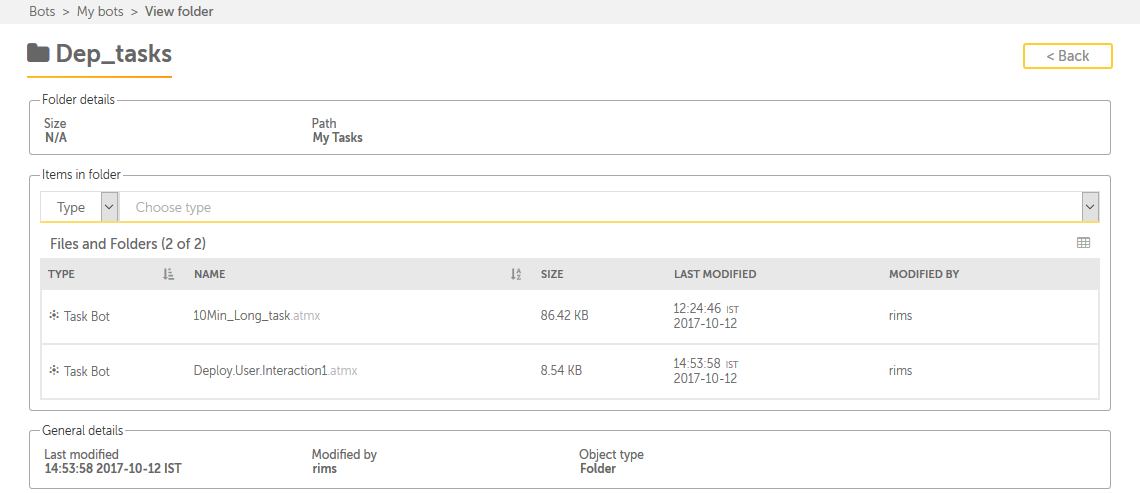 Bots > My bots > View folder
Dep_tasks
< Back
Folder details
Size Path
N/A My Tasks
Items in folder
Type Choose type
Files and Folders (2 of 2)
TYPE NAME SIZE LAST MODIFIED MODIFIED BY
Task Bot 10Min_Long_task.atmx 86.42 KB 12:24:46 IST 2017-10-12 rims
Task Bot Deploy.User.Interaction1.atmx 8.54 KB 14:53:58 IST 2017-10-12 rims
General details
Last modified Modified by Object type
14:53:58 2017-10-12 IST rims Folder